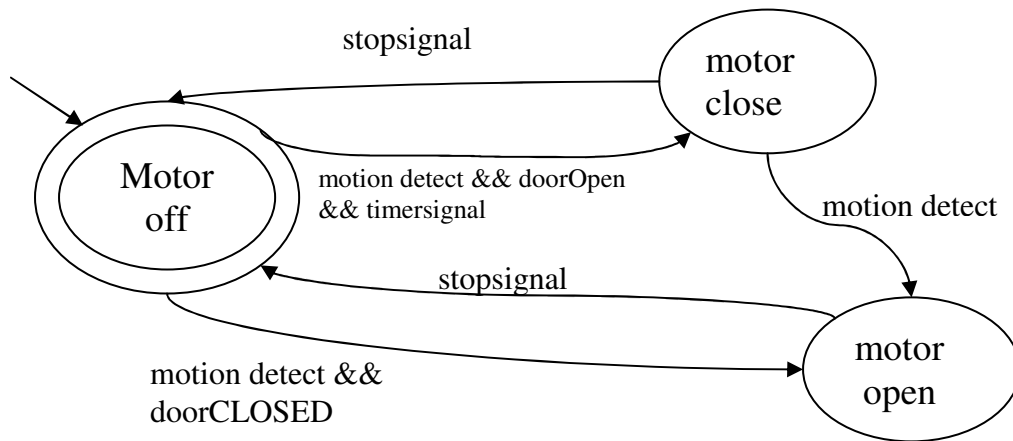 stopsignal
motor
close
Motor
off
motion detect && doorOpen
&& timersignal
motion detect
stopsignal
motor
open
motion detect &&
doorCLOSED